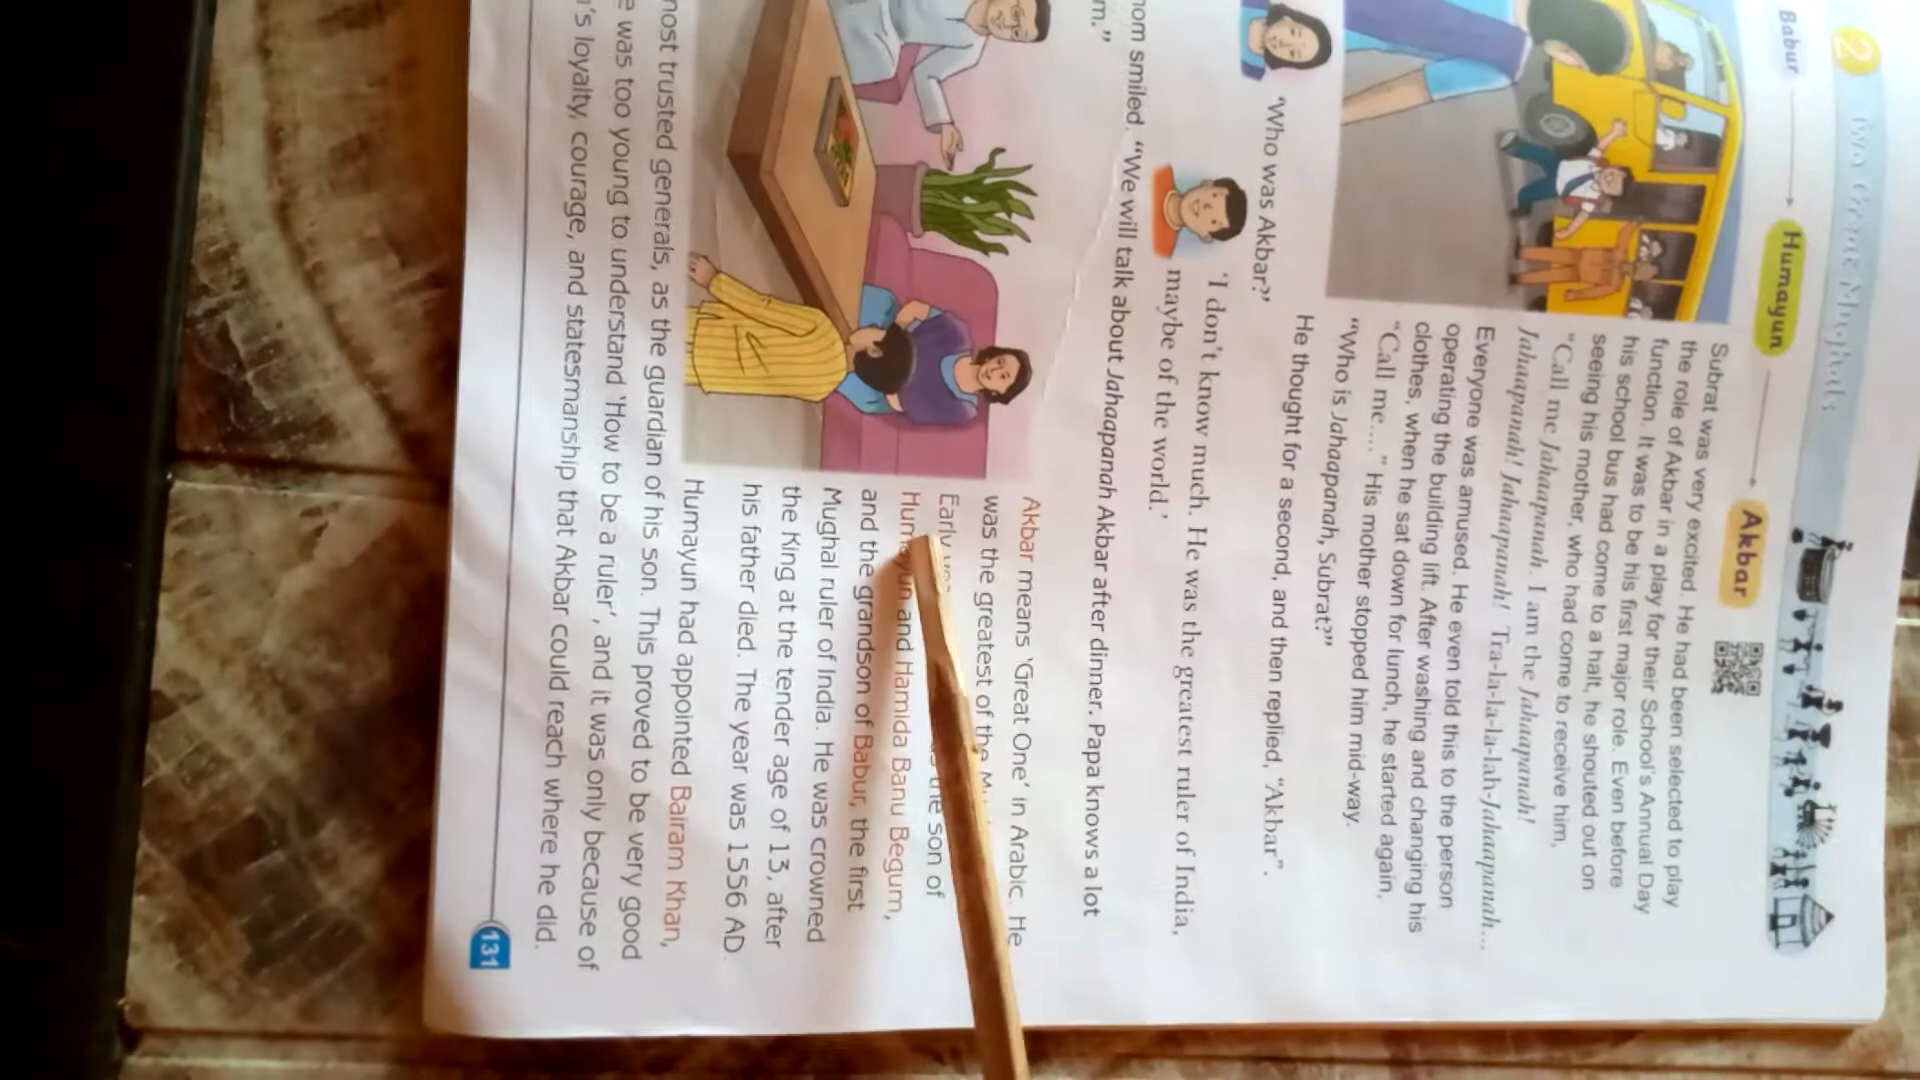 2 Two Great Mughals
Babur Humayun Akbar
Subrat was very excited. He had been selected to play
the role of Akbar in a play for their School's Annual Day
function. It was to be his first major role. Even before
his school bus had come to a halt, he shouted out on
seeing his mother, who had come to receive him,
"Call me Jahaapanah. I am the Jahaapanah!
Jahaapanah! Jahaapanah! Tra-la-la-la-lah-Jahaapanah...
Everyone was amused. He even told this to the person
operating the building lift. After washing and changing his
clothes, when he sat down for lunch, he started again,
"Call me...." His mother stopped him mid-way.
"Who is Jahaapanah, Subrat?"
He thought for a second, and then replied, "Akbar".
'Who was Akbar?'
'I don't know much. He was the greatest ruler of India,
maybe of the world.'
mom smiled. "We will talk about Jahaapanah Akbar after dinner. Papa knows a lot
m."
Akbar means 'Great One' in Arabic. He
was the greatest of the
Early the son of
Humayun and Hamida Banu Begum,
and the grandson of Babur, the first
Mughal ruler of India. He was crowned
the King at the tender age of 13, after
his father died. The year was 1556 AD.
Humayun had appointed Bairam Khan,
most trusted generals, as the guardian of his son. This proved to be very good
e was too young to understand 'How to be a ruler', and it was only because of
's loyalty, courage, and statesmanship that Akbar could reach where he did.
131